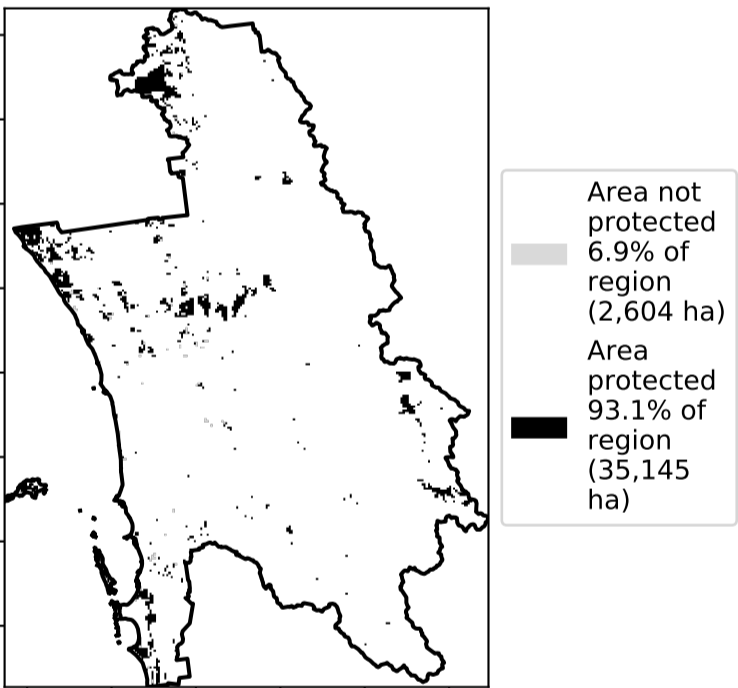 Area not
protected
6.9% of
region
(2,604 ha)
Area
protected
93.1% of
region
(35,145
ha)